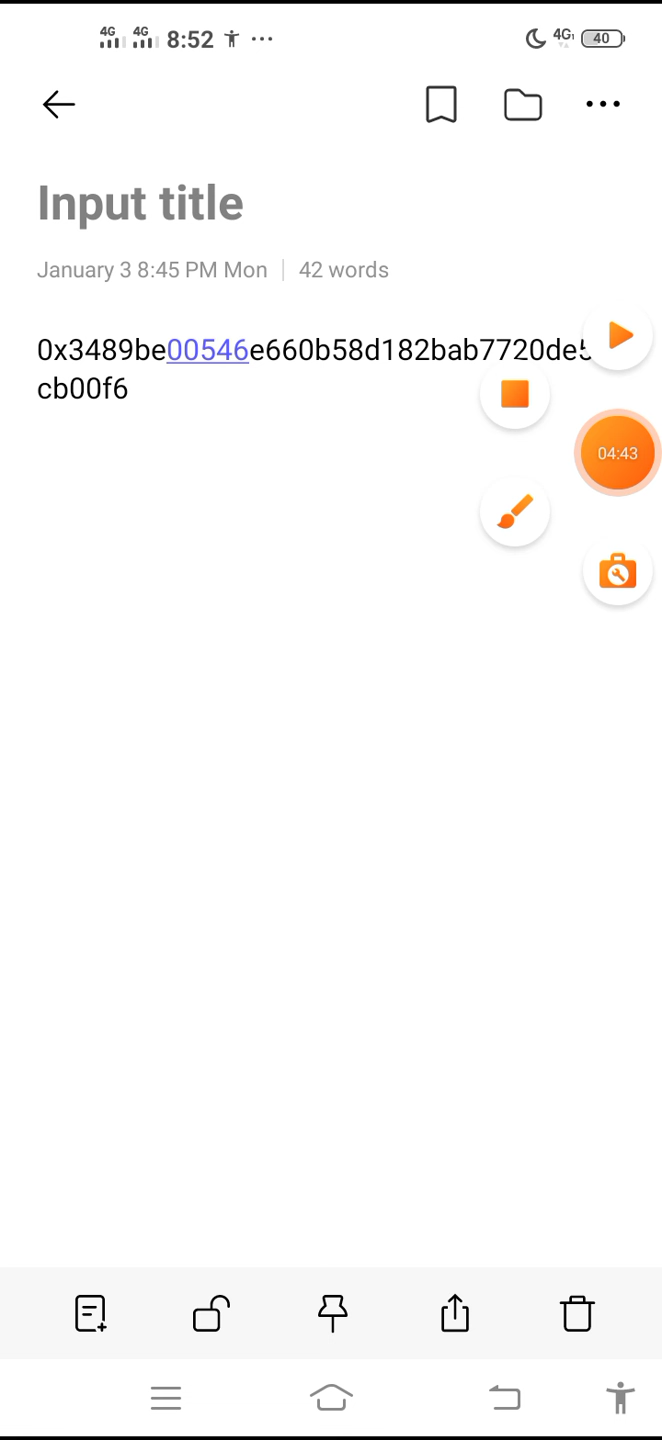 4G 4G 8:52 ... 4G 40
Input title
January 3 8:45 PM Mon | 42 words
0x3489be00546e660b58d182bab7720de5
cb00f6
04:43